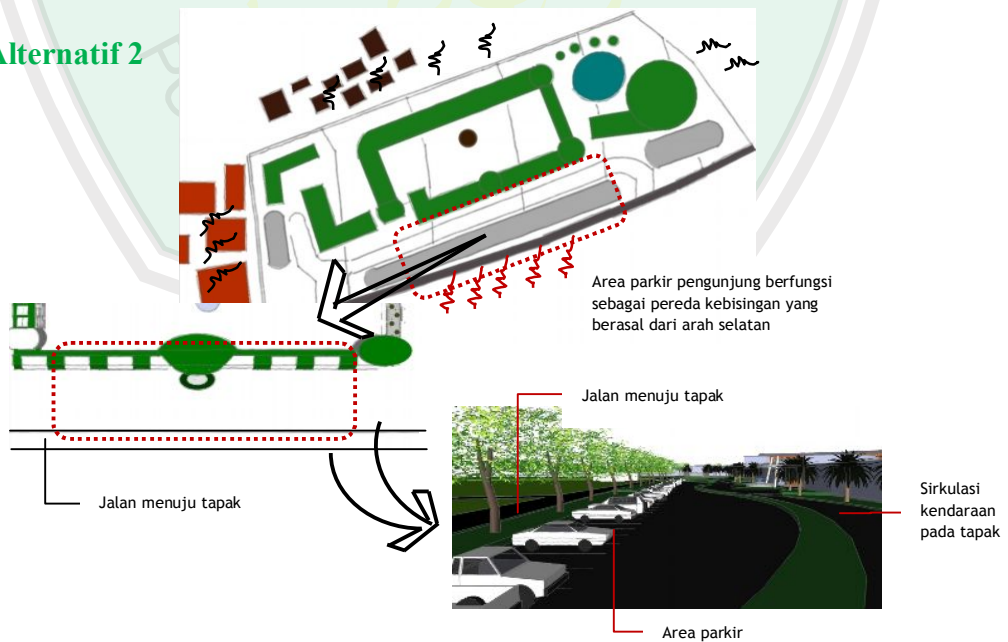 Alternatif 2
Area parkir pengunjung berfungsi
sebagai pereda kebisingan yang
berasal dari arah selatan
Jalan menuju tapak
Jalan menuju tapak
Sirkulasi
kendaraan
pada tapak
Area parkir